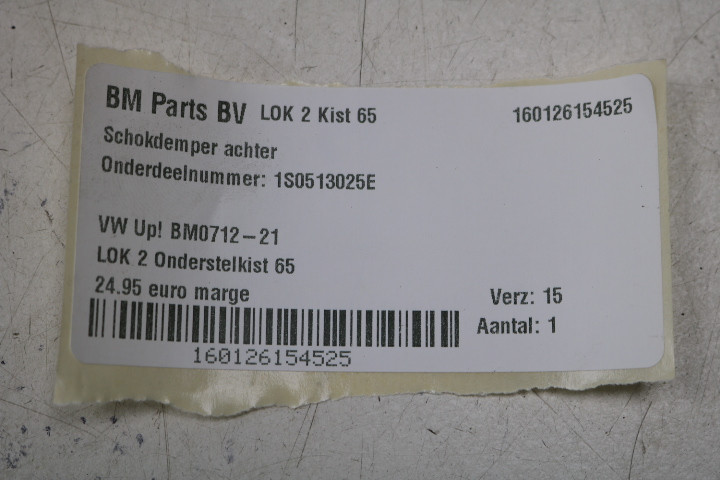 BM Parts BV LOK 2 Kist 65 160126154525
Schokdemper achter
Onderdeelnummer: 1S0513025E
VW Up! BM0712-21
LOK 2 Onderstelkist 65
24.95 euro marge Verz: 15
Aantal: 1
160126154525